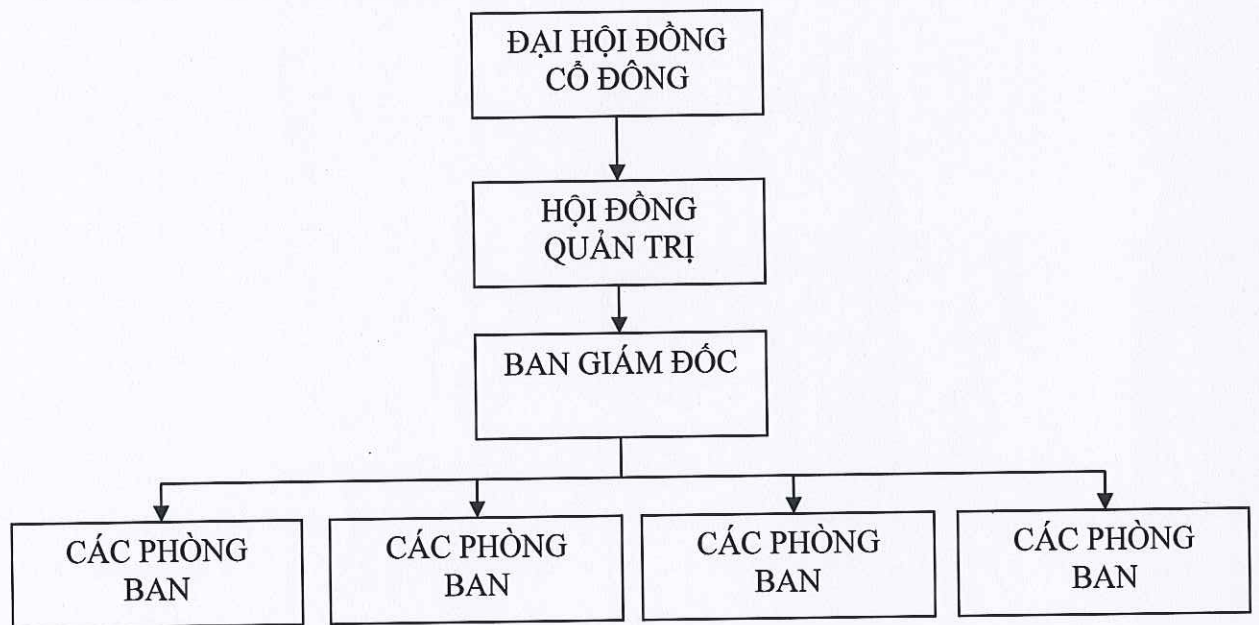 ĐẠI HỘI ĐỒNG
CỔ ĐÔNG
HỘI ĐỒNG
QUẢN TRỊ
BAN GIÁM ĐỐC
CÁC PHÒNG
BAN
CÁC PHÒNG
BAN
CÁC PHÒNG
BAN
CÁC PHÒNG
BAN